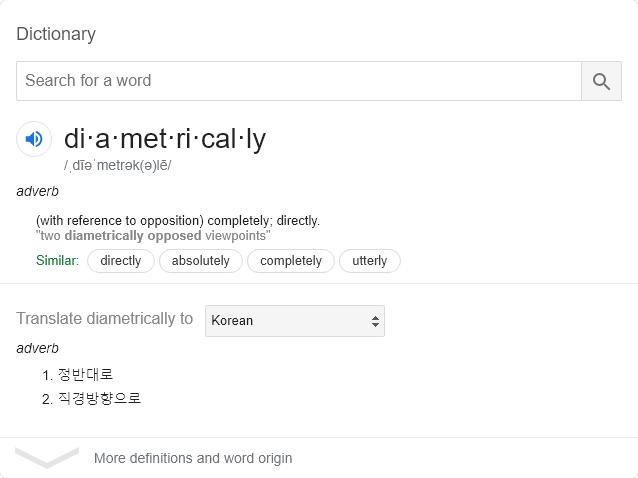 Dictionary
Search for a word
di·a·met·ri·cal·ly
/ˌdīəˈmetrək(ə)lē/
adverb
(with reference to opposition) completely; directly.
"two diametrically opposed viewpoints"
Similar: directly absolutely completely utterly
Translate diametrically to Korean
adverb
1. 정반대로
2. 직경방향으로
More definitions and word origin